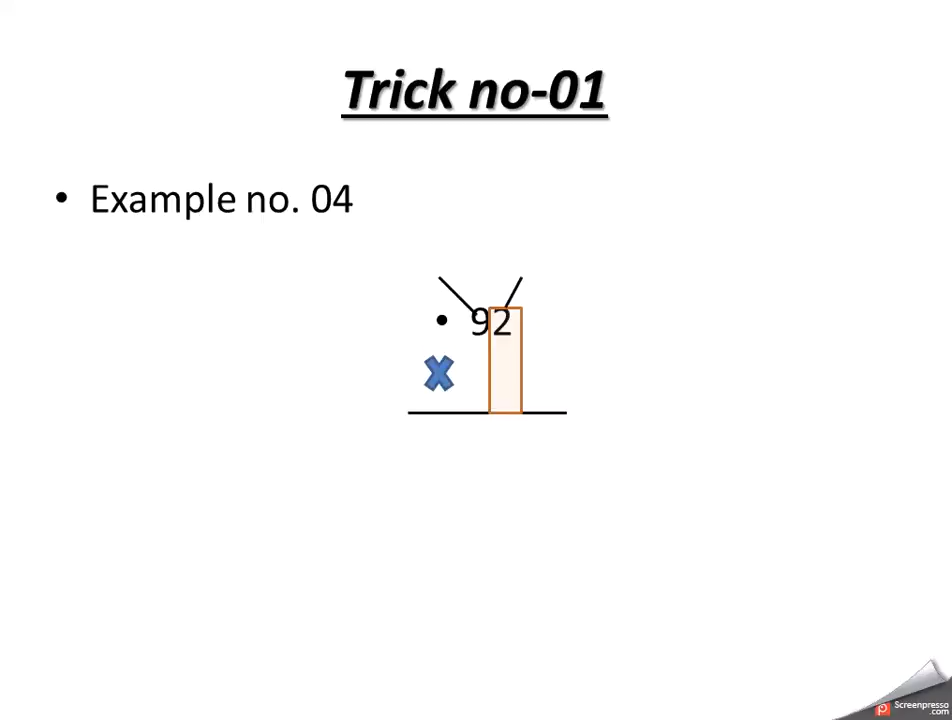 Trick no-01
• Example no. 04
• 92
Screenpresso
.com